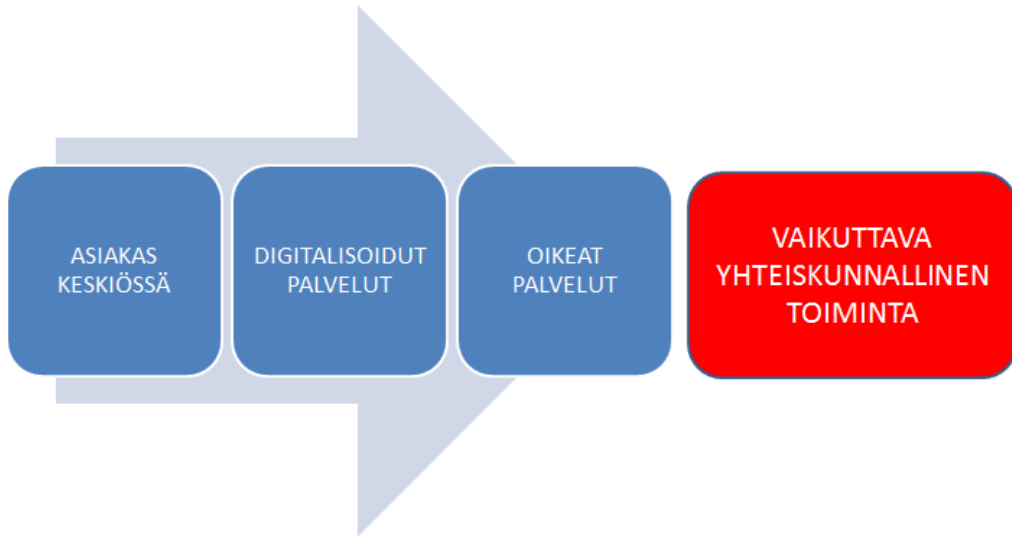 ASIAKAS
KESKIÖSSÄ
DIGITALISOIDUT
PALVELUT
OIKEAT
PALVELUT
VAIKUTTAVA
YHTEISKUNNALLINEN
TOIMINTA